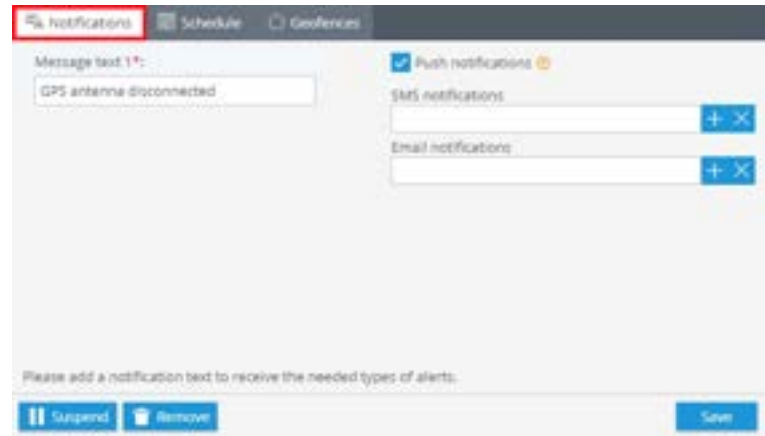 Notifications Schedule Geofences
Message text 1*:
GPS antenna disconnected
Push notifications
SMS notifications
Email notifications
Please add a notification text to receive the needed types of alerts.
Suspend Remove Save